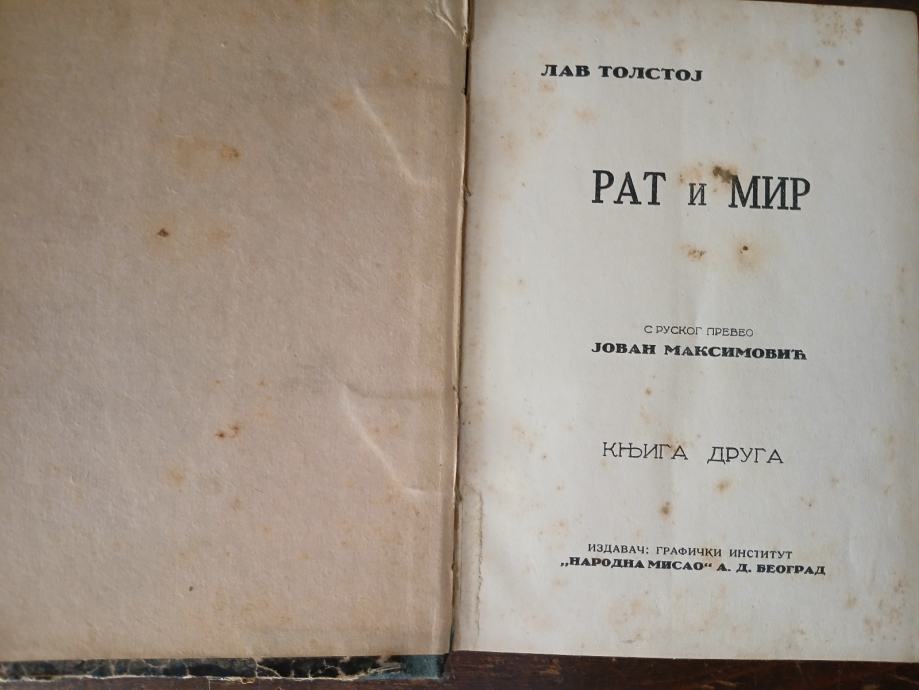 ЛАВ ТОЛСТОЈ
РАТ и МИР
С РУСКОГ ПРЕВЕО
ЈОВАН МАКСИМОВИЋ
КЊИГА ДРУГА
ИЗДАВАЧ: ГРАФИЧКИ ИНСТИТУТ
„НАРОДНА МИСАО“ А. Д. БЕОГРАД